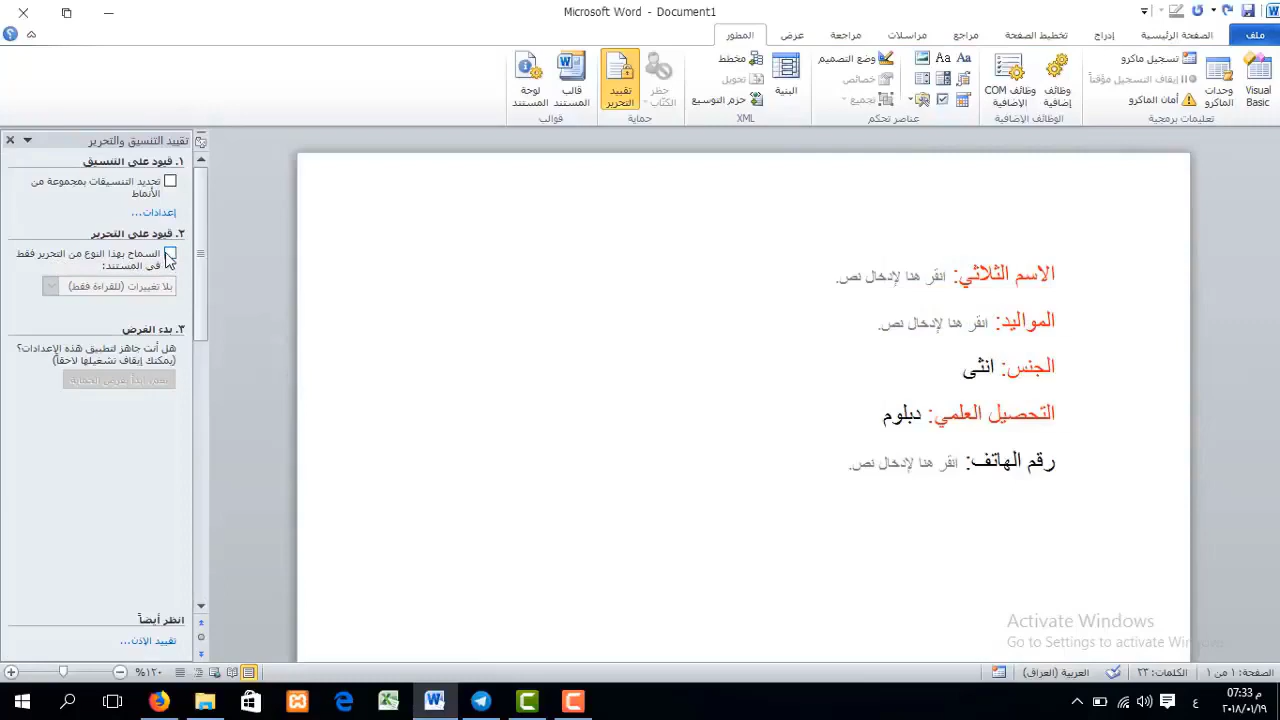 Microsoft Word - Document1
ملف
الصفحة الرئيسية
إدراج
تخطيط الصفحة
مراجع
مراسلات
مراجعة
عرض
المطور
Visual Basic
وحدات الماكرو
تسجيل ماكرو
إيقاف التسجيل مؤقتاً
أمان الماكرو
تعليمات برمجية
وظائف إضافية
وظائف COM الإضافية
الوظائف الإضافية
Aa Aa
وضع التصميم
خصائص
تجميع
عناصر تحكم
البنية
مخطط
تحويل
حزم التوسيع
XML
حظر الكتّاب
تقييد التحرير
حماية
قالب المستند
لوحة المستند
قوالب
تقييد التنسيق والتحرير
١. قيود على التنسيق
تحديد التنسيقات بمجموعة من
الأنماط
إعدادات...
٢. قيود على التحرير
السماح بهذا النوع من التحرير فقط
في المستند:
بلا تغييرات (للقراءة فقط)
٣. بدء الفرض
هل أنت جاهز لتطبيق هذه الإعدادات؟
(يمكنك إيقاف تشغيلها لاحقاً)
نعم، ابدأ بفرض الحماية
انظر أيضاً
تقييد الإذن...
الاسم الثلاثي: انقر هنا لإدخال نص.
المواليد: انقر هنا لإدخال نص.
الجنس: انثى
التحصيل العلمي: دبلوم
رقم الهاتف: انقر هنا لإدخال نص.
Activate Windows
Go to Settings to activate Windows.
الصفحة: ١ من ١
الكلمات: ٢٣
العربية (العراق)
١٢٠%
ع
07:33 م
٢٠١٨/٠١/١٩